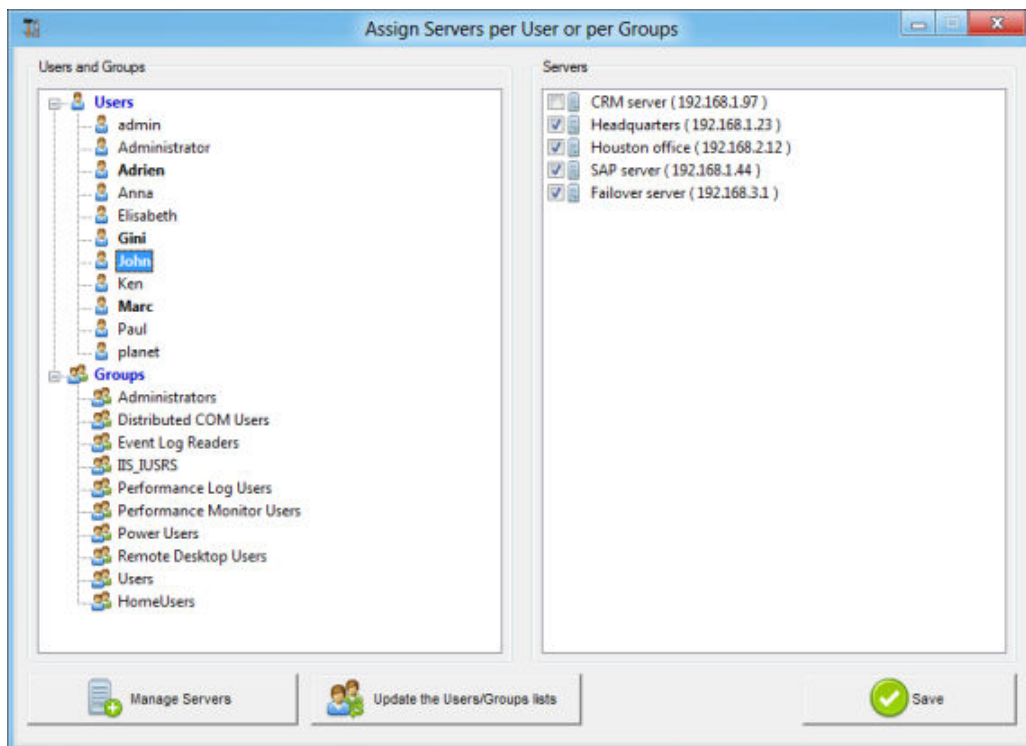 Assign Servers per User or per Groups
Users and Groups
Users
admin
Administrator
Adrien
Anna
Elisabeth
Gini
John
Ken
Marc
Paul
planet
Groups
Administrators
Distributed COM Users
Event Log Readers
IIS_IUSRS
Performance Log Users
Performance Monitor Users
Power Users
Remote Desktop Users
Users
HomeUsers
Servers
CRM server ( 192.168.1.97 )
Headquarters ( 192.168.1.23 )
Houston office ( 192.168.2.12 )
SAP server ( 192.168.1.44 )
Failover server ( 192.168.3.1 )
Manage Servers
Update the Users/Groups lists
Save